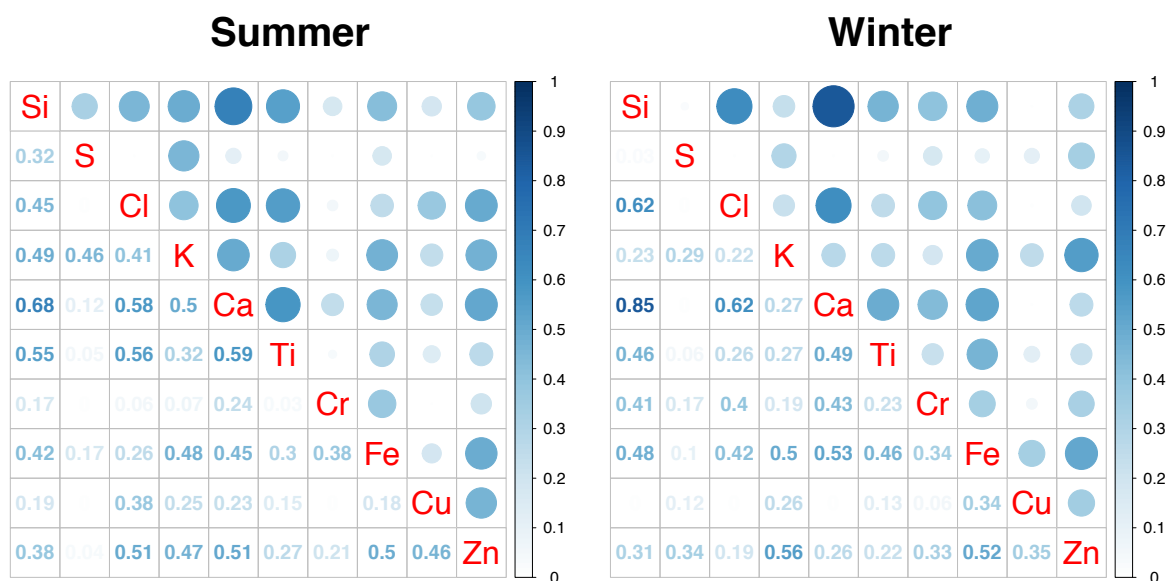 Summer
Si
0.32 S
0.45 Cl
0.49 0.46 0.41 K
0.68 0.12 0.58 0.5 Ca
0.55 0.05 0.56 0.32 0.59 Ti
0.17 0.06 0.07 0.24 0.03 Cr
0.42 0.17 0.26 0.48 0.45 0.3 0.38 Fe
0.19 0.38 0.25 0.23 0.15 0.18 Cu
0.38 0.04 0.51 0.47 0.51 0.27 0.21 0.5 0.46 Zn
1
0.9
0.8
0.7
0.6
0.5
0.4
0.3
0.2
0.1
0
Winter
Si
0.03 S
0.62 Cl
0.23 0.29 0.22 K
0.85 0.62 0.27 Ca
0.46 0.06 0.26 0.27 0.49 Ti
0.41 0.17 0.4 0.19 0.43 0.23 Cr
0.48 0.1 0.42 0.5 0.53 0.46 0.34 Fe
0.12 0.26 0.13 0.06 0.34 Cu
0.31 0.34 0.19 0.56 0.26 0.22 0.33 0.52 0.35 Zn
1
0.9
0.8
0.7
0.6
0.5
0.4
0.3
0.2
0.1
0